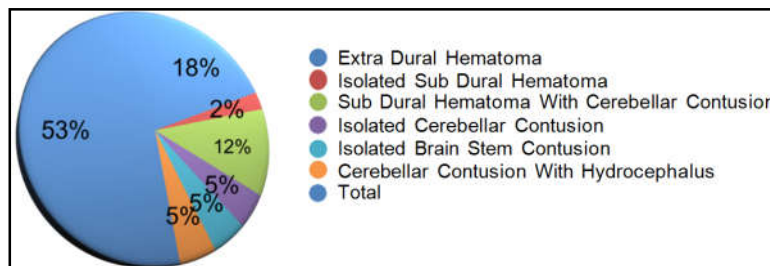 18%
2%
53%
12%
5%
5%
5%
Extra Dural Hematoma
Isolated Sub Dural Hematoma
Sub Dural Hematoma With Cerebellar Contusion
Isolated Cerebellar Contusion
Isolated Brain Stem Contusion
Cerebellar Contusion With Hydrocephalus
Total